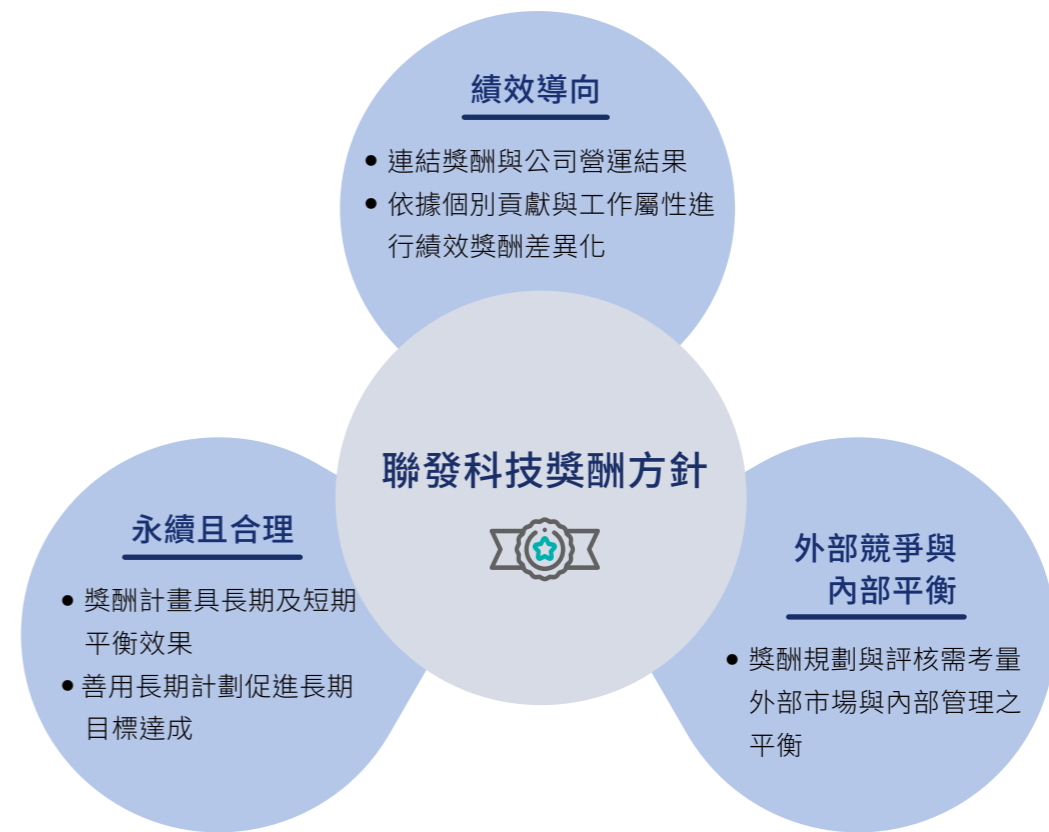 績效導向
• 連結獎酬與公司營運結果
• 依據個別貢獻與工作屬性進
行績效獎酬差異化
聯發科技獎酬方針
永續且合理
• 獎酬計畫具長期及短期
平衡效果
• 善用長期計劃促進長期
目標達成
外部競爭與
內部平衡
• 獎酬規劃與評核需考量
外部市場與內部管理之
平衡